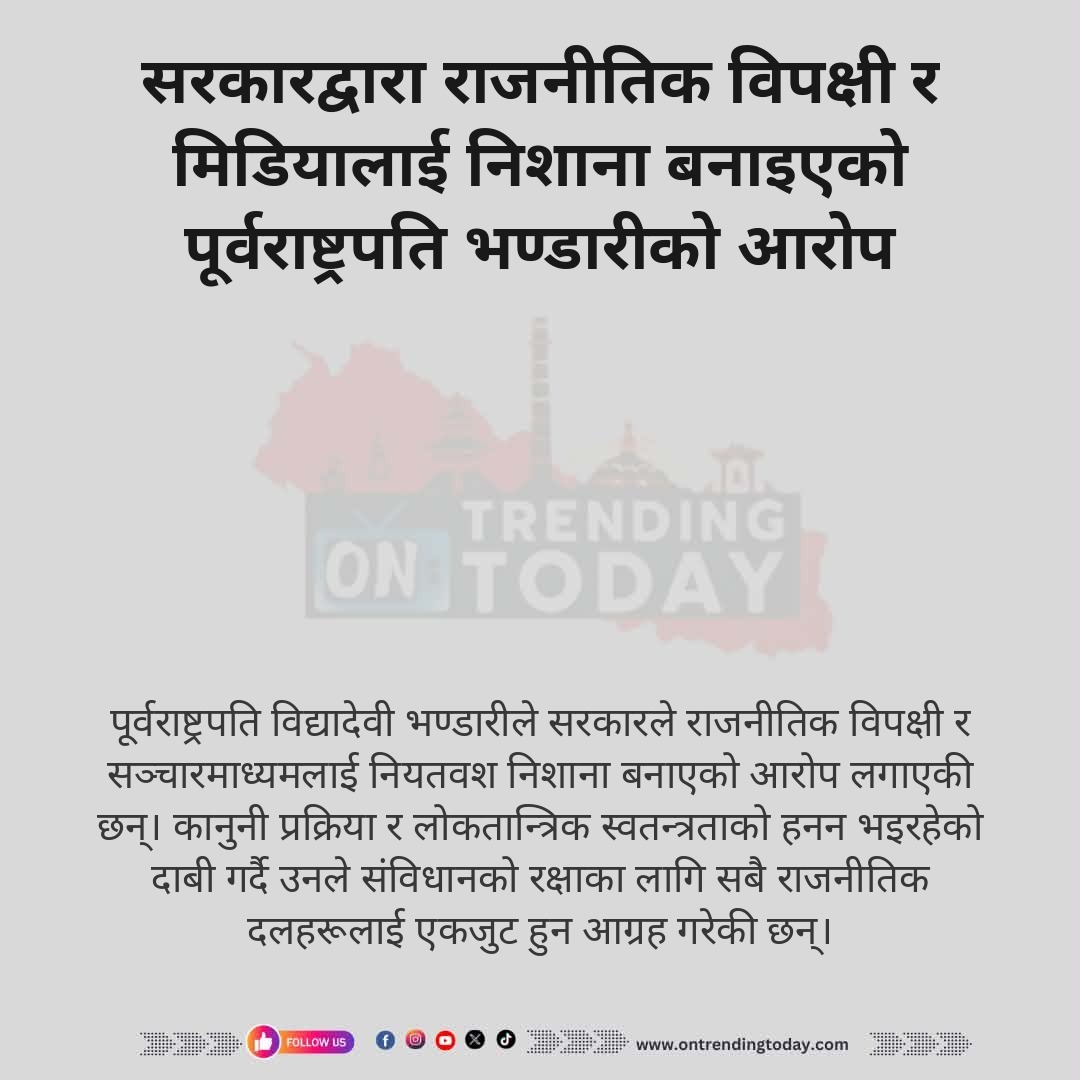 सरकारद्वारा राजनीतिक विपक्षी र
मिडियालाई निशाना बनाइएको
पूर्वराष्ट्रपति भण्डारीको आरोप
ON TRENDING
TODAY
पूर्वराष्ट्रपति विद्यादेवी भण्डारीले सरकारले राजनीतिक विपक्षी र
सञ्चारमाध्यमलाई नियतवश निशाना बनाएको आरोप लगाएकी
छन्। कानुनी प्रक्रिया र लोकतान्त्रिक स्वतन्त्रताको हनन भइरहेको
दाबी गर्दै उनले संविधानको रक्षाका लागि सबै राजनीतिक
दलहरूलाई एकजुट हुन आग्रह गरेकी छन्।
FOLLOW US www.ontrendingtoday.com